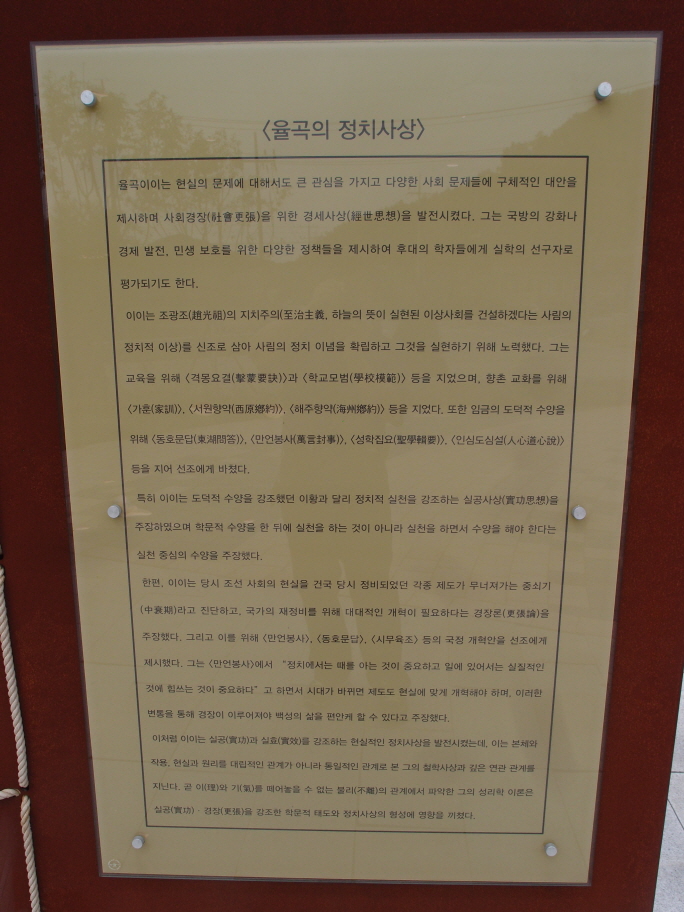 〈율곡의 정치사상〉
율곡이이는 현실의 문제에 대해서도 큰 관심을 가지고 다양한 사회 문제들에 구체적인 대안을
제시하며 사회경장(社會更張)을 위한 경세사상(經世思想)을 발전시켰다. 그는 국방의 강화나
경제 발전, 민생 보호를 위한 다양한 정책들을 제시하여 후대의 학자들에게 실학의 선구자로
평가되기도 한다.
이이는 조광조(趙光祖)의 지치주의(至治主義, 하늘의 뜻이 실현된 이상사회를 건설하겠다는 사림의
정치적 이상)를 신조로 삼아 사림의 정치 이념을 확립하고 그것을 실현하기 위해 노력했다. 그는
교육을 위해 〈격몽요결(擊蒙要訣)〉과 〈학교모범(學校模範)〉 등을 지었으며, 향촌 교화를 위해
〈가훈(家訓)〉, 〈서원향약(西原鄕約)〉, 〈해주향약(海州鄕約)〉 등을 지었다. 또한 임금의 도덕적 수양을
위해 〈동호문답(東湖問答)〉, 〈만언봉사(萬言封事)〉, 〈성학집요(聖學輯要)〉, 〈인심도심설(人心道心說)〉
등을 지어 선조에게 바쳤다.
특히 이이는 도덕적 수양을 강조했던 이황과 달리 정치적 실천을 강조하는 실공사상(實功思想)을
주장하였으며 학문적 수양을 한 뒤에 실천을 하는 것이 아니라 실천을 하면서 수양을 해야 한다는
실천 중심의 수양을 주장했다.
한편, 이이는 당시 조선 사회의 현실을 건국 당시 정비되었던 각종 제도가 무너져가는 중쇠기
(中衰期)라고 진단하고, 국가의 재정비를 위해 대대적인 개혁이 필요하다는 경장론(更張論)을
주장했다. 그리고 이를 위해 〈만언봉사〉, 〈동호문답〉, 〈시무육조〉 등의 국정 개혁안을 선조에게
제시했다. 그는 〈만언봉사〉에서 “정치에서는 때를 아는 것이 중요하고 일에 있어서는 실질적인
것에 힘쓰는 것이 중요하다”고 하면서 시대가 바뀌면 제도도 현실에 맞게 개혁해야 하며, 이러한
변통을 통해 경장이 이루어져야 백성의 삶을 편안케 할 수 있다고 주장했다.
이처럼 이이는 실공(實功)과 실효(實效)를 강조하는 현실적인 정치사상을 발전시켰는데, 이는 본체와
작용, 현실과 원리를 대립적인 관계가 아니라 통일적인 관계로 본 그의 철학사상과 깊은 연관 관계를
지닌다. 곧 이(理)와 기(氣)를 떼어놓을 수 없는 불리(不離)의 관계에서 파악한 그의 성리학 이론은
실공(實功)·경장(更張)을 강조한 학문적 태도와 정치사상의 형성에 영향을 끼쳤다.